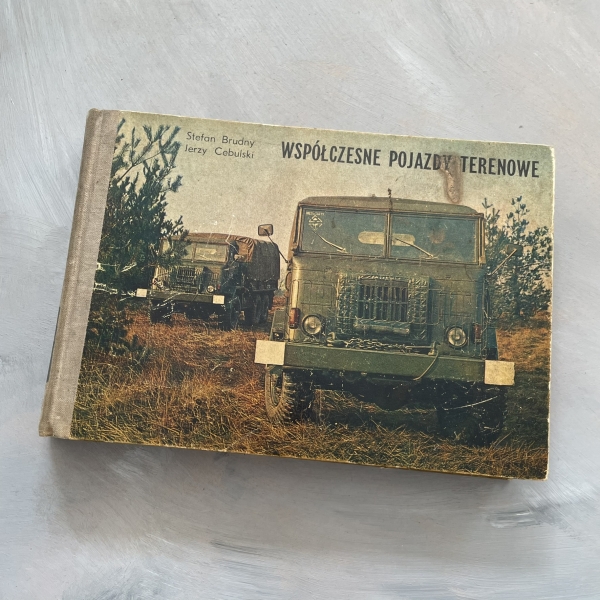 Stefan Brudny
Jerzy Cebulski
WSPÓŁCZESNE POJAZDY TERENOWE